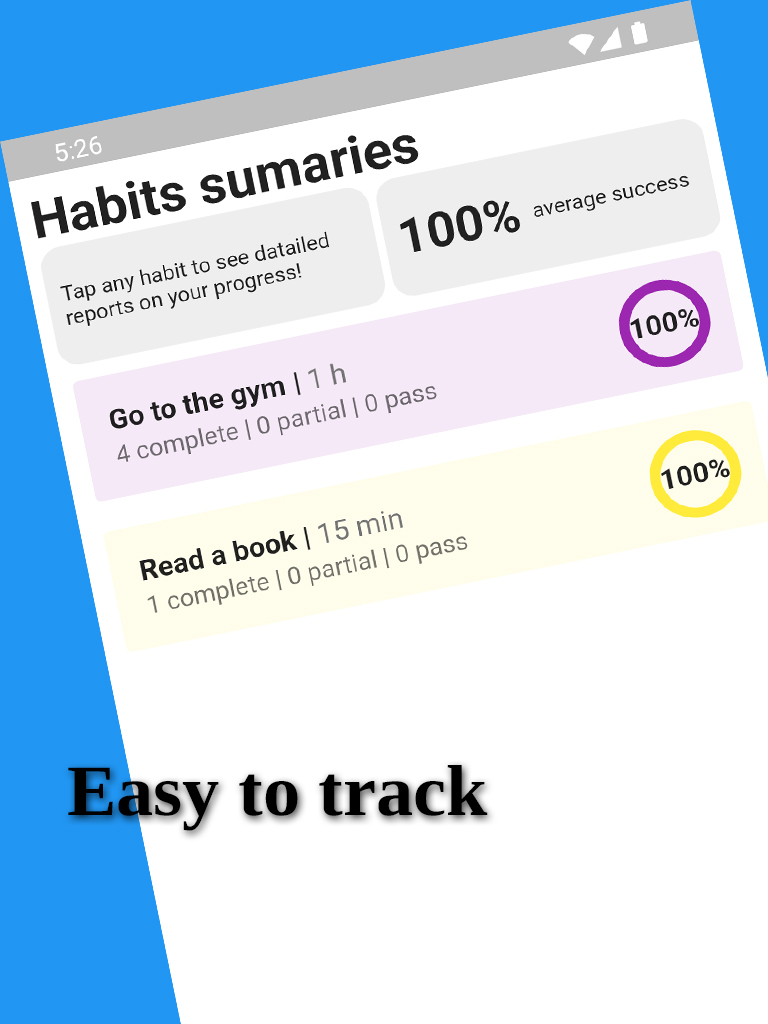 5:26
Habits sumaries
Tap any habit to see datailed
reports on your progress!
100% average success
Go to the gym | 1 h
4 complete | 0 partial | 0 pass
100%
Read a book | 15 min
1 complete | 0 partial | 0 pass
100%
Easy to track